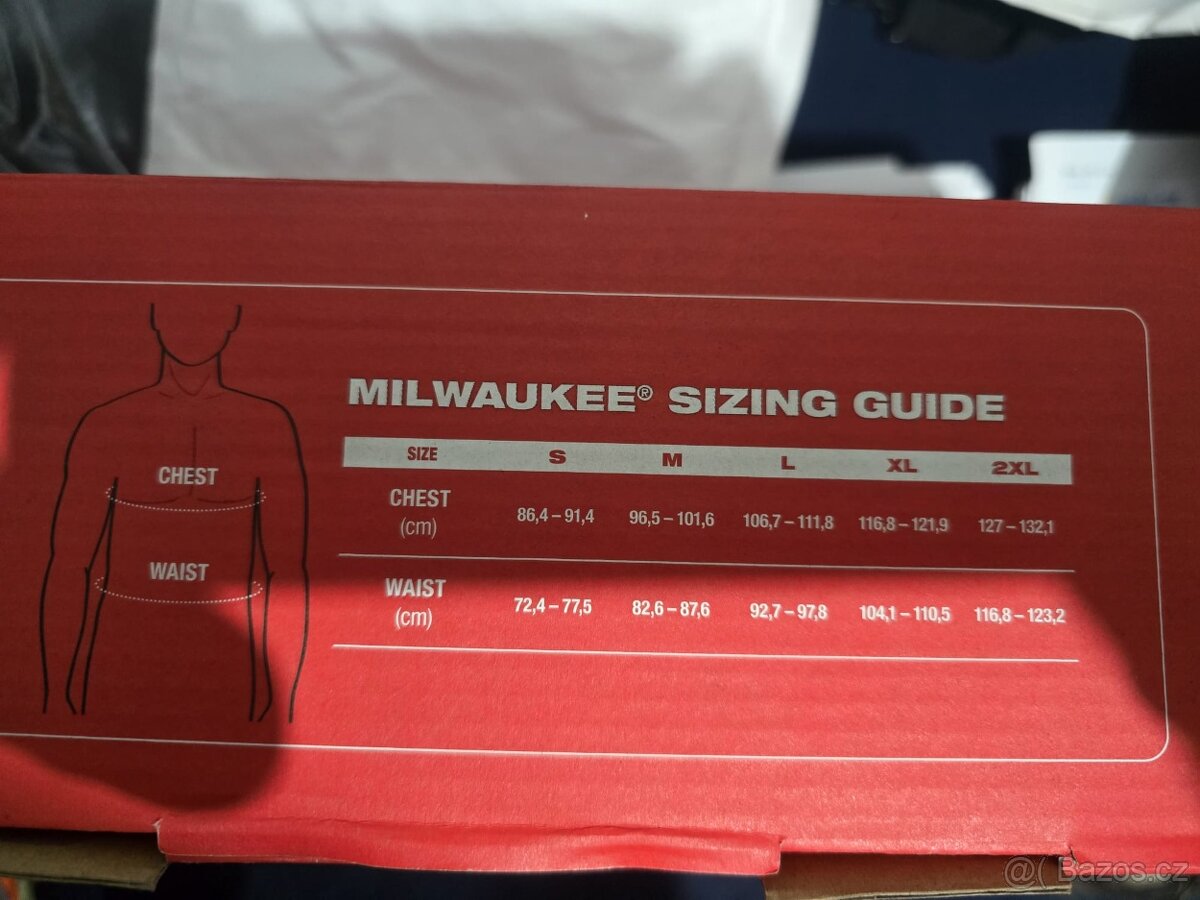 MILWAUKEE® SIZING GUIDE
SIZE S M L XL 2XL
CHEST
(cm) 86,4 – 91,4 96,5 – 101,6 106,7 – 111,8 116,8 – 121,9 127 – 132,1
WAIST
(cm) 72,4 – 77,5 82,6 – 87,6 92,7 – 97,8 104,1 – 110,5 116,8 – 123,2
CHEST
WAIST
@( Bazos.cz